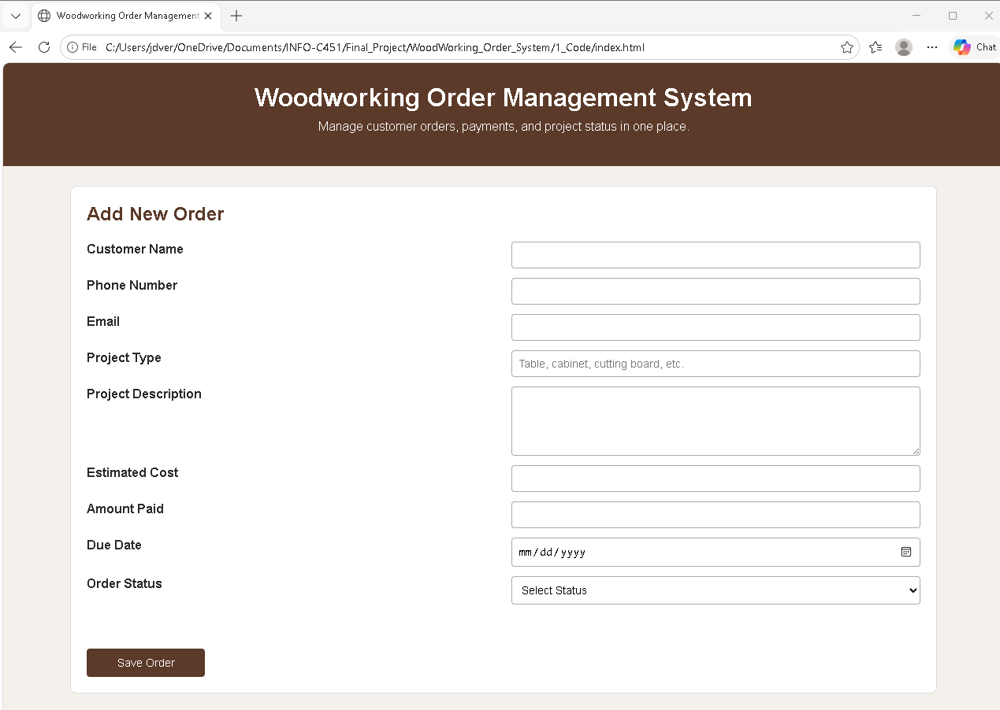 Woodworking Order Management
File C:/Users/jdver/OneDrive/Documents/INFO-C451/Final_Project/WoodWorking_Order_System/1_Code/index.html
Chat
Woodworking Order Management System
Manage customer orders, payments, and project status in one place.
Add New Order
Customer Name
Phone Number
Email
Project Type
Table, cabinet, cutting board, etc.
Project Description
Estimated Cost
Amount Paid
Due Date
mm/dd/yyyy
Order Status
Select Status
Save Order